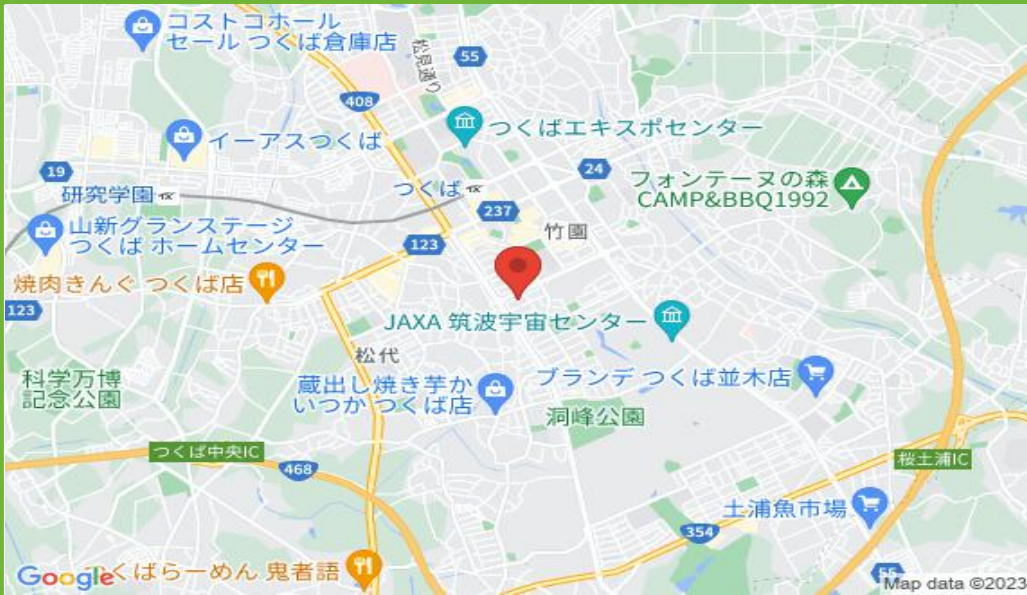 コストコホール
セール つくば倉庫店
松見通り
55
408
つくばエキスポセンター
イーアスつくば
19
24
研究学園
つくば
フォンテーヌの森
CAMP&BBQ1992
237
山新グランステージ
つくば ホームセンター
竹園
123
焼肉きんぐ つくば店
123
JAXA 筑波宇宙センター
松代
科学万博
記念公園
蔵出し焼き芋か
いつか つくば店
ブランデ つくば並木店
洞峰公園
つくば中央IC
468
桜土浦IC
土浦魚市場
354
Google
くばらーめん 鬼者語
55
Map data ©2023